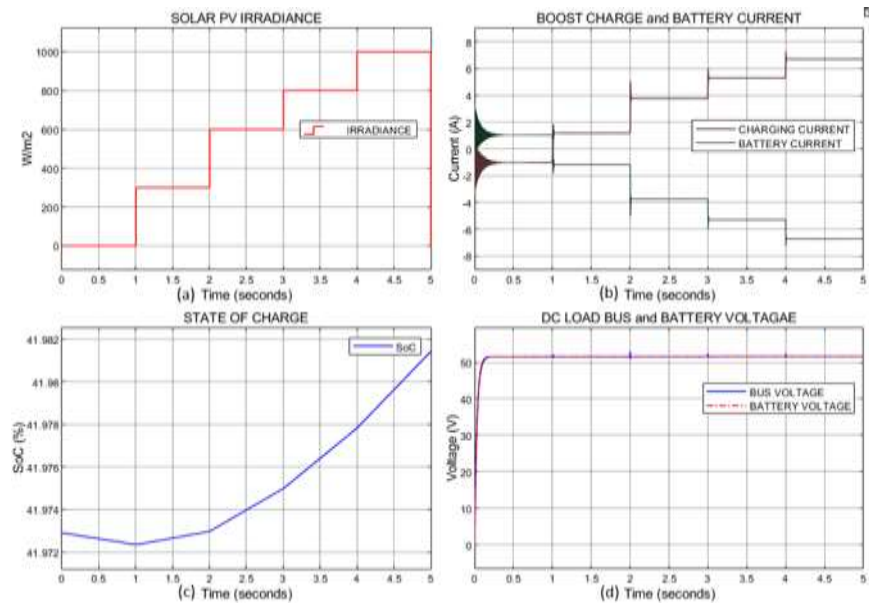 SOLAR PV IRRADIANCE
1000
800
600
400
200
0
W/m2
IRRADIANCE
0 0.5 1 1.5 2 2.5 3 3.5 4 4.5 5
(a) Time (seconds)
BOOST CHARGE and BATTERY CURRENT
8
6
4
2
0
-2
-4
-6
-8
Current (A)
CHARGING CURRENT
BATTERY CURRENT
0 0.5 1 1.5 2 2.5 3 3.5 4 4.5 5
(b) Time (seconds)
STATE OF CHARGE
41.982
41.98
41.978
41.976
41.974
41.972
SoC (%)
SoC
0 0.5 1 1.5 2 2.5 3 3.5 4 4.5 5
(c) Time (seconds)
DC LOAD BUS and BATTERY VOLTAGAE
50
40
30
20
10
0
Voltage (V)
BUS VOLTAGE
BATTERY VOLTAGE
0 0.5 1 1.5 2 2.5 3 3.5 4 4.5 5
(d) Time (seconds)